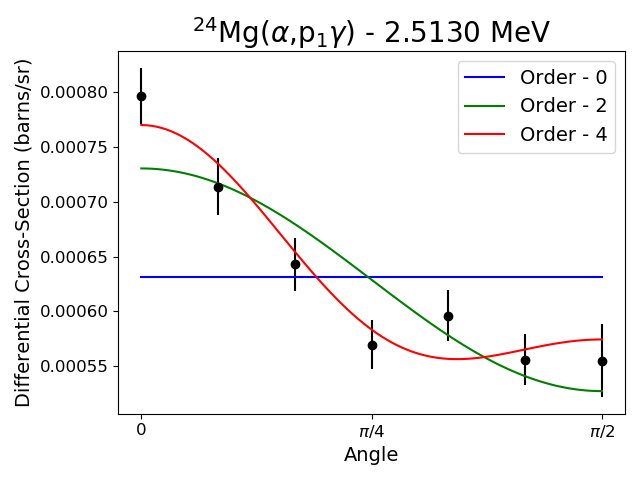 ²⁴Mg(α,p₁γ) - 2.5130 MeV
Differential Cross-Section (barns/sr)
0.00080
0.00075
0.00070
0.00065
0.00060
0.00055
Order - 0
Order - 2
Order - 4
0
π/4
π/2
Angle